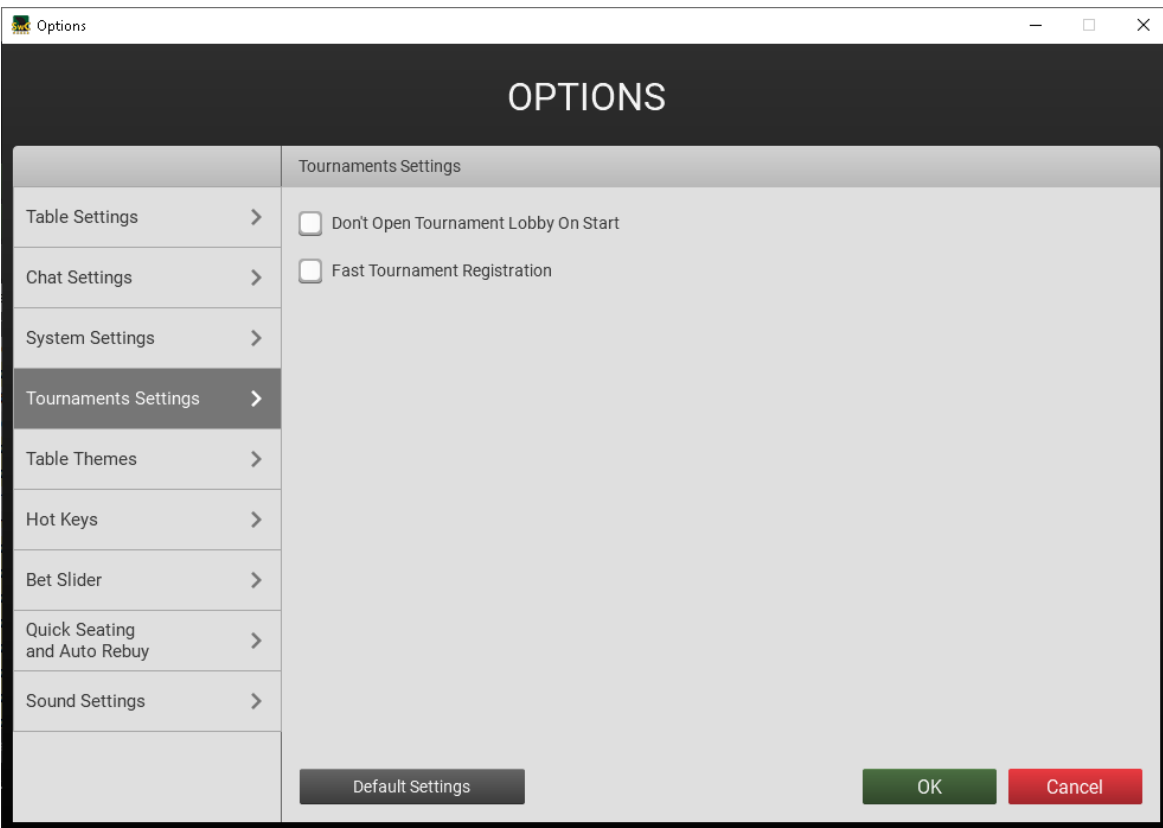 Options
OPTIONS
Tournaments Settings
Table Settings
Chat Settings
System Settings
Tournaments Settings
Table Themes
Hot Keys
Bet Slider
Quick Seating
and Auto Rebuy
Sound Settings
Don't Open Tournament Lobby On Start
Fast Tournament Registration
Default Settings
OK
Cancel